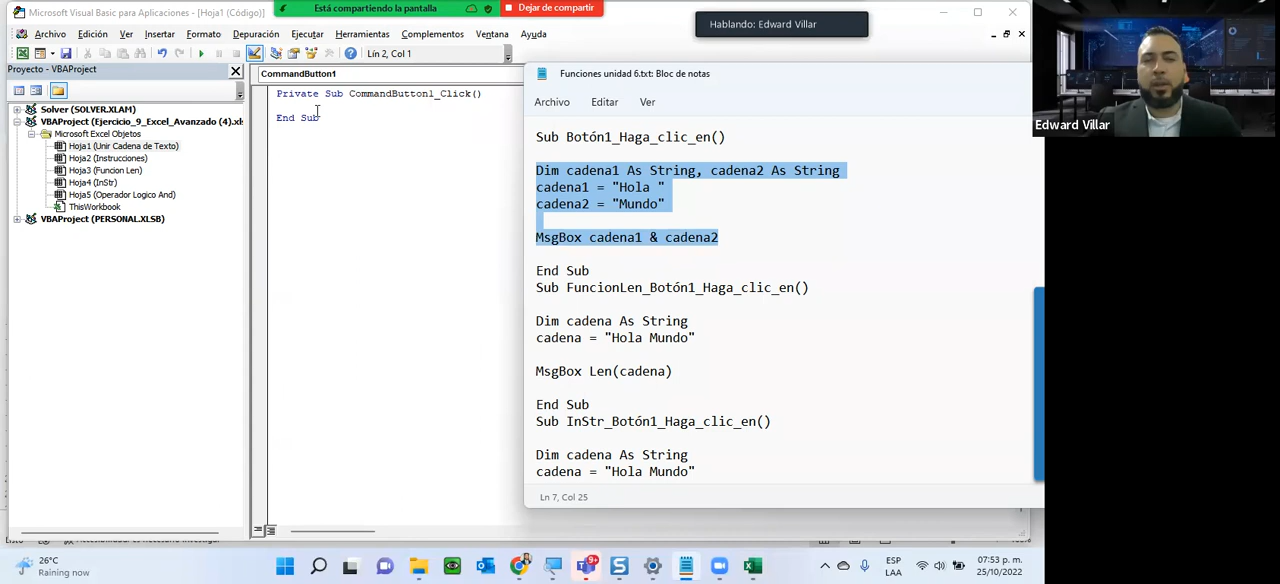 Microsoft Visual Basic para Aplicaciones - [Hoja1 (Código)]
Está compartiendo la pantalla
Dejar de compartir
Hablando: Edward Villar
Archivo Edición Ver Insertar Formato Depuración Ejecutar Herramientas Complementos Ventana Ayuda
Lín 2, Col 1
Proyecto - VBAProject
Solver (SOLVER.XLAM)
VBAProject (Ejercicio_9_Excel_Avanzado (4).xls
Microsoft Excel Objetos
Hoja1 (Unir Cadena de Texto)
Hoja2 (Instrucciones)
Hoja3 (Funcion Len)
Hoja4 (InStr)
Hoja5 (Operador Logico And)
ThisWorkbook
VBAProject (PERSONAL.XLSB)
CommandButton1
Private Sub CommandButton1_Click()
End Sub
Funciones unidad 6.txt: Bloc de notas
Archivo Editar Ver
Sub Botón1_Haga_clic_en()
Dim cadena1 As String, cadena2 As String
cadena1 = "Hola "
cadena2 = "Mundo"
MsgBox cadena1 & cadena2
End Sub
Sub FuncionLen_Botón1_Haga_clic_en()
Dim cadena As String
cadena = "Hola Mundo"
MsgBox Len(cadena)
End Sub
Sub InStr_Botón1_Haga_clic_en()
Dim cadena As String
cadena = "Hola Mundo"
Ln 7, Col 25
Edward Villar
26°C
Raining now
9+
ESP
LAA
07:53 p. m.
25/10/2022